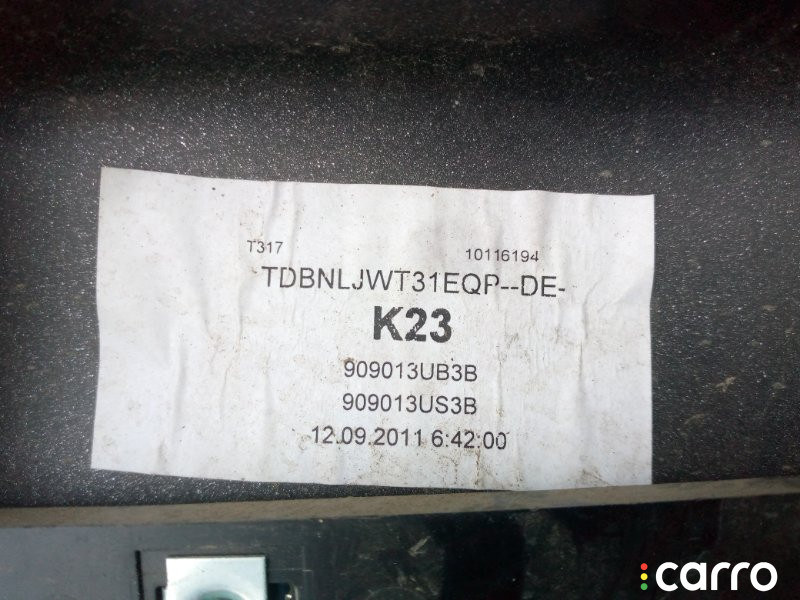 T317 10116194
TDBNLJWT31EQP--DE-
K23
909013UB3B
909013US3B
12.09.2011 6:42:00
carro